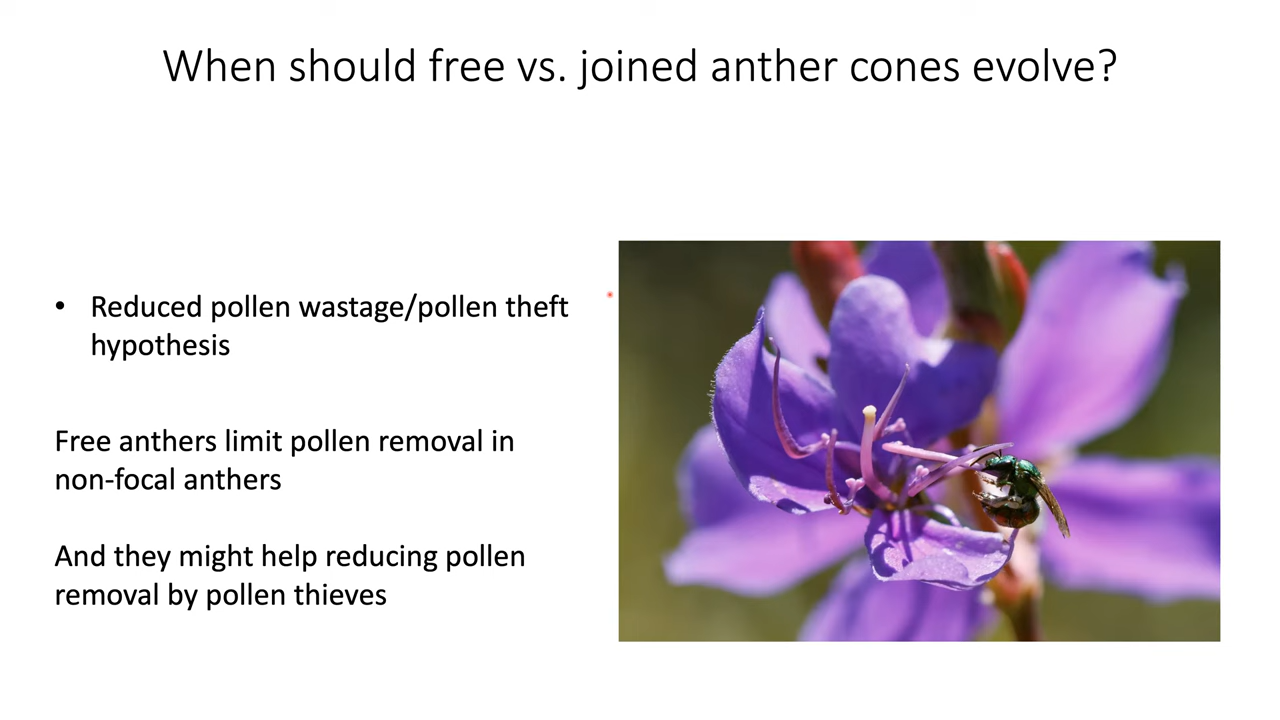 When should free vs. joined anther cones evolve?
• Reduced pollen wastage/pollen theft
hypothesis
Free anthers limit pollen removal in
non-focal anthers
And they might help reducing pollen
removal by pollen thieves